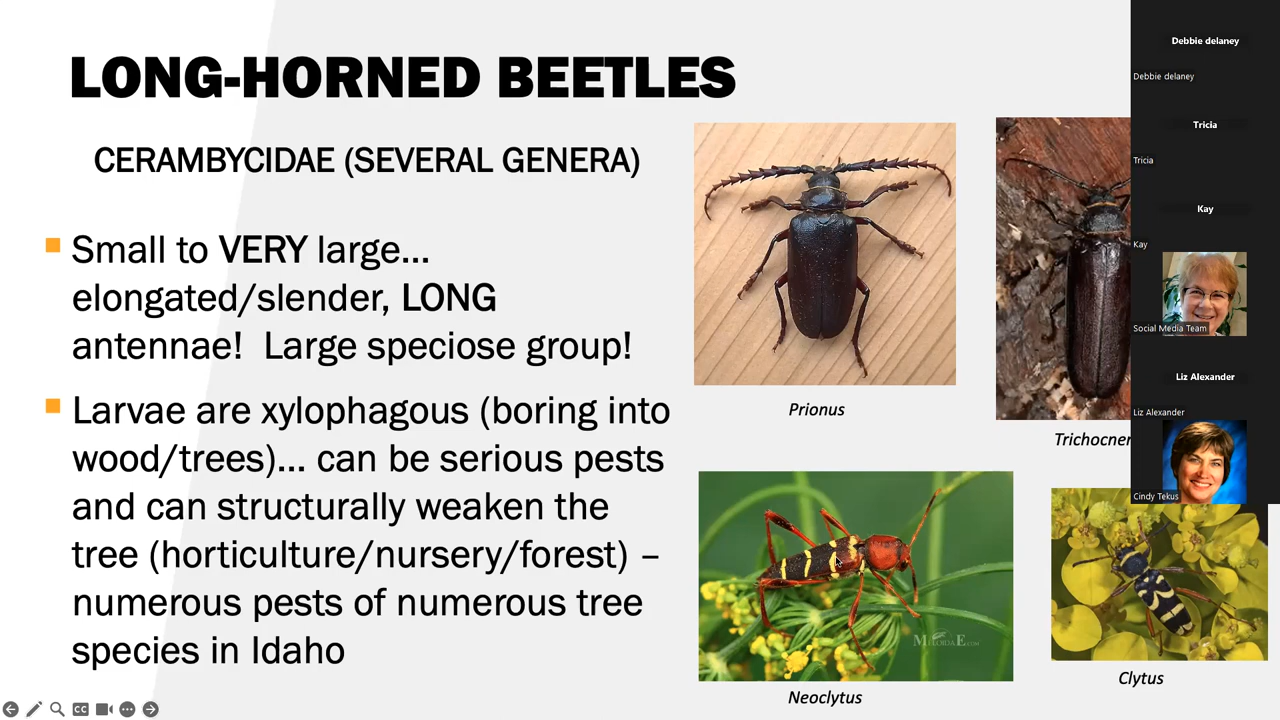 LONG-HORNED BEETLES
CERAMBYCIDAE (SEVERAL GENERA)
Small to VERY large...
elongated/slender, LONG
antennae! Large speciose group!
Larvae are xylophagous (boring into
wood/trees)... can be serious pests
and can structurally weaken the
tree (horticulture/nursery/forest) –
numerous pests of numerous tree
species in Idaho
Prionus
Trichocner
Neoclytus
Clytus
MELOIDAE.COM
Debbie delaney
Debbie delaney
Tricia
Tricia
Kay
Kay
Social Media Team
Liz Alexander
Liz Alexander
Cindy Tekus
CC